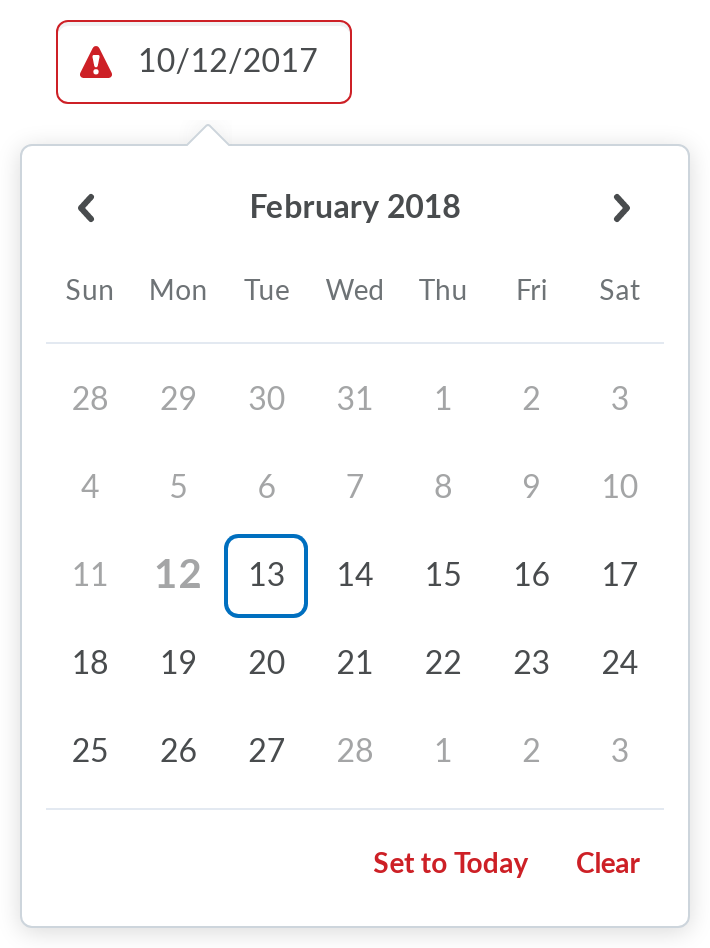 10/12/2017
February 2018
Sun Mon Tue Wed Thu Fri Sat
28 29 30 31 1 2 3
4 5 6 7 8 9 10
11 12 13 14 15 16 17
18 19 20 21 22 23 24
25 26 27 28 1 2 3
Set to Today Clear